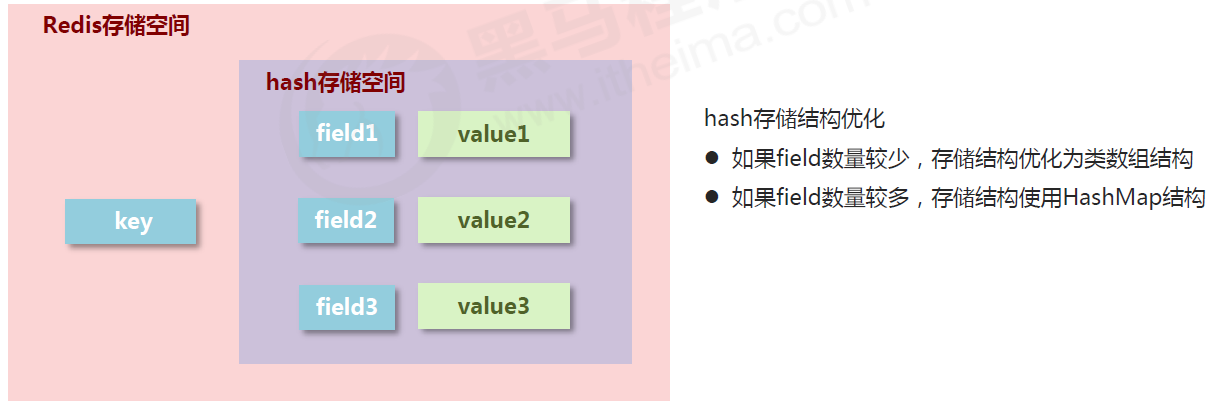 Redis存储空间
hash存储空间
field1 value1
field2 value2
field3 value3
key
hash存储结构优化
● 如果field数量较少，存储结构优化为类数组结构
● 如果field数量较多，存储结构使用HashMap结构
www.itheima.com